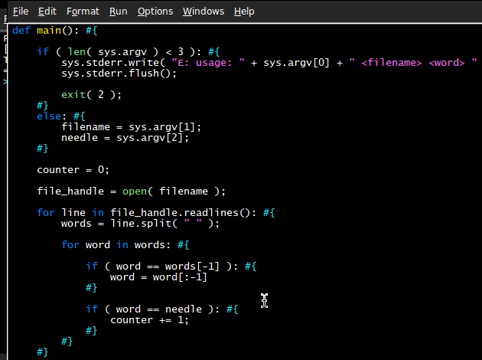 File Edit Format Run Options Windows Help
def main(): #{
if ( len( sys.argv ) < 3 ): #{
sys.stderr.write( "E: usage: " + sys.argv[0] + " <filename> <word> "
sys.stderr.flush();
exit( 2 );
#}
else: #{
filename = sys.argv[1];
needle = sys.argv[2];
#}
counter = 0;
file_handle = open( filename );
for line in file_handle.readlines(): #{
words = line.split( " " );
for word in words: #{
if ( word == words[-1] ): #{
word = word[:-1]
#}
if ( word == needle ): #{
counter += 1;
#}
#}
#}